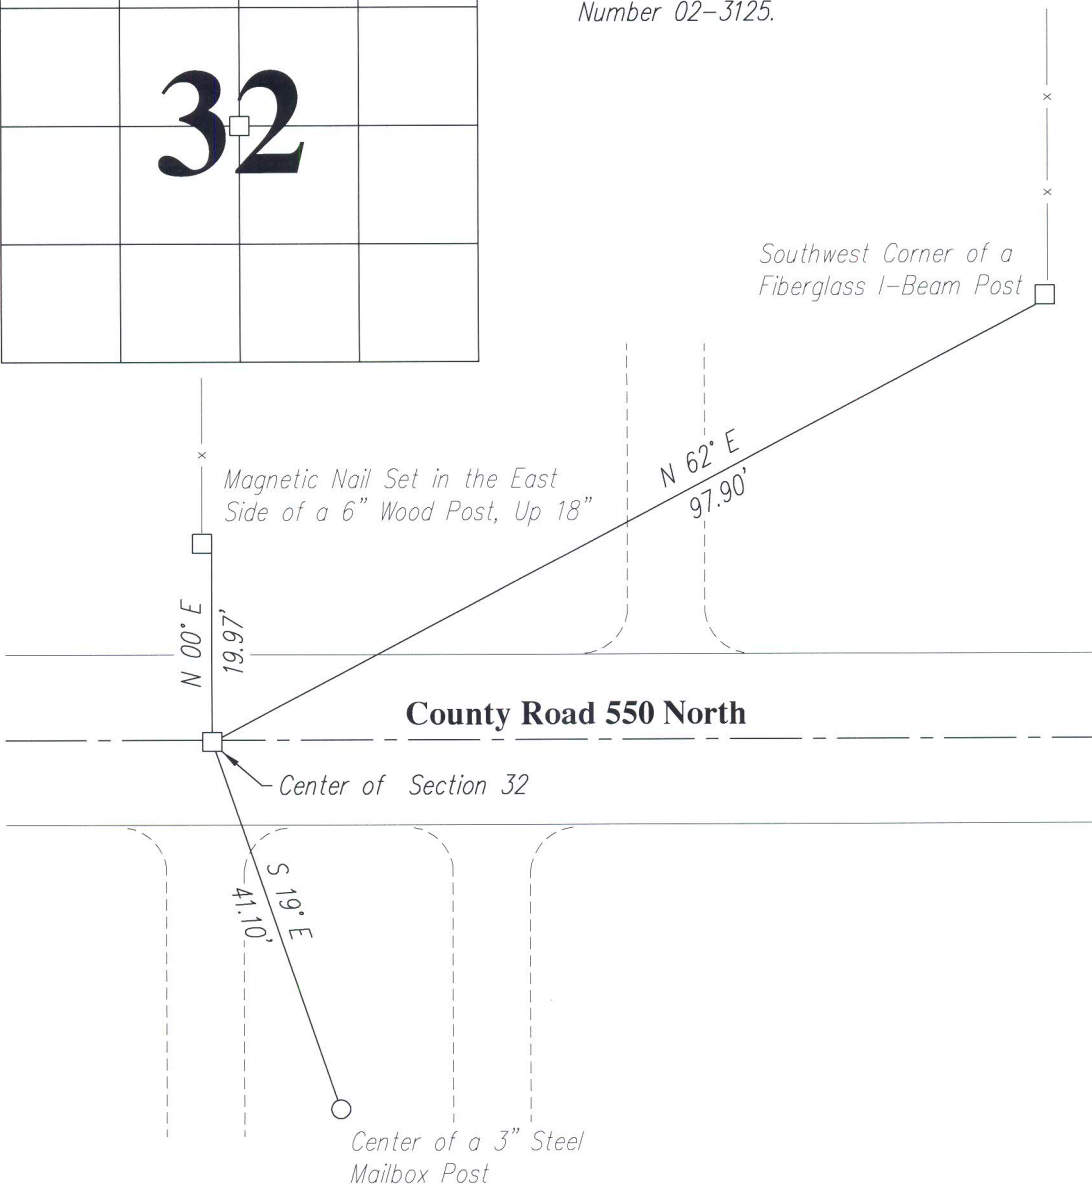 Number 02-3125.
32
Southwest Corner of a
Fiberglass I-Beam Post
N 62° E
97.90'
Magnetic Nail Set in the East
Side of a 6" Wood Post, Up 18"
N 00° E
19.97'
County Road 550 North
Center of Section 32
S 19° E
41.10'
Center of a 3" Steel
Mailbox Post